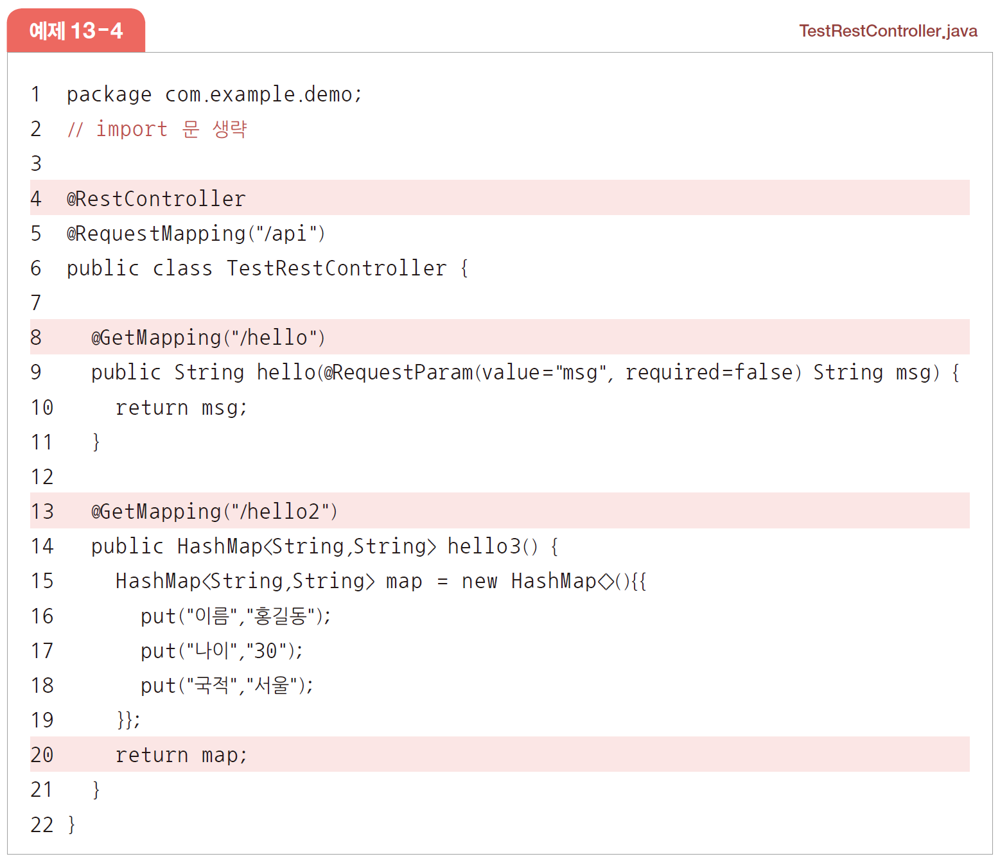 예제 13-4
TestRestController.java
1 package com.example.demo;
2 // import 문 생략
3
4 @RestController
5 @RequestMapping("/api")
6 public class TestRestController {
7
8 @GetMapping("/hello")
9 public String hello(@RequestParam(value="msg", required=false) String msg) {
10 return msg;
11 }
12
13 @GetMapping("/hello2")
14 public HashMap<String,String> hello3() {
15 HashMap<String,String> map = new HashMap<>(){{
16 put("이름","홍길동");
17 put("나이","30");
18 put("국적","서울");
19 }};
20 return map;
21 }
22 }